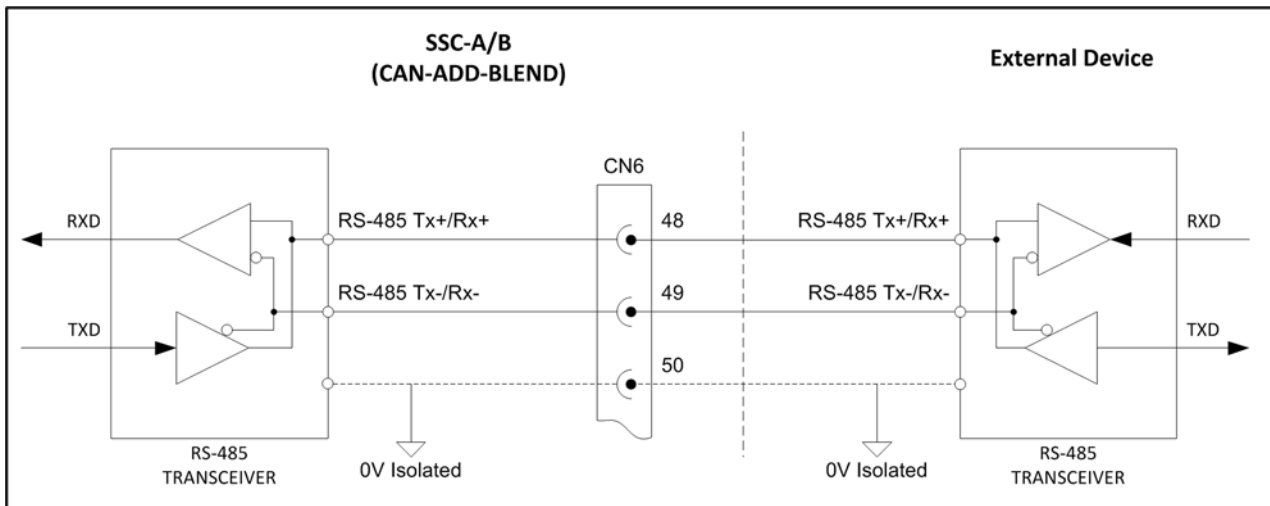 SSC-A/B
(CAN-ADD-BLEND)
External Device
CN6
RXD
RS-485 Tx+/Rx+
48
RS-485 Tx+/Rx+
RXD
RS-485 Tx-/Rx-
49
RS-485 Tx-/Rx-
TXD
TXD
50
RS-485
TRANSCEIVER
0V Isolated
0V Isolated
RS-485
TRANSCEIVER